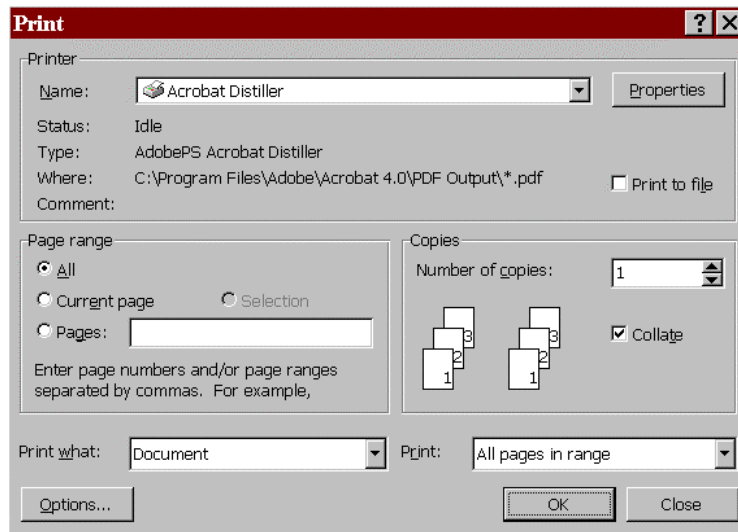 Print
Printer
Name: Acrobat Distiller Properties
Status: Idle
Type: AdobePS Acrobat Distiller
Where: C:\Program Files\Adobe\Acrobat 4.0\PDF Output\*.pdf Print to file
Comment:
Page range
All
Current page Selection
Pages:
Enter page numbers and/or page ranges
separated by commas. For example,
Copies
Number of copies: 1
3 3
2 2
1 1
Collate
Print what: Document Print: All pages in range
Options... OK Close